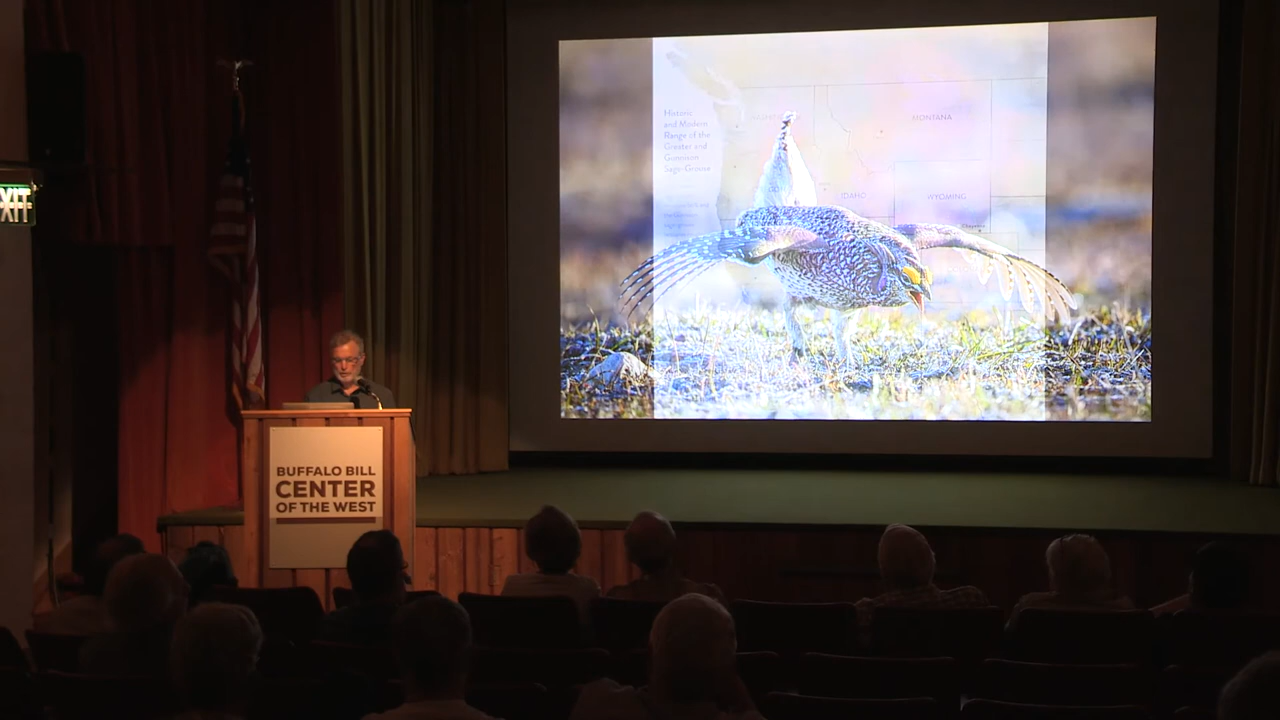 EXIT
Historic
and Modern
Range of the
Greater and
Gunnison
Sage-Grouse
MONTANA
IDAHO
WYOMING
Cheyenne
BUFFALO BILL
CENTER
OF THE WEST